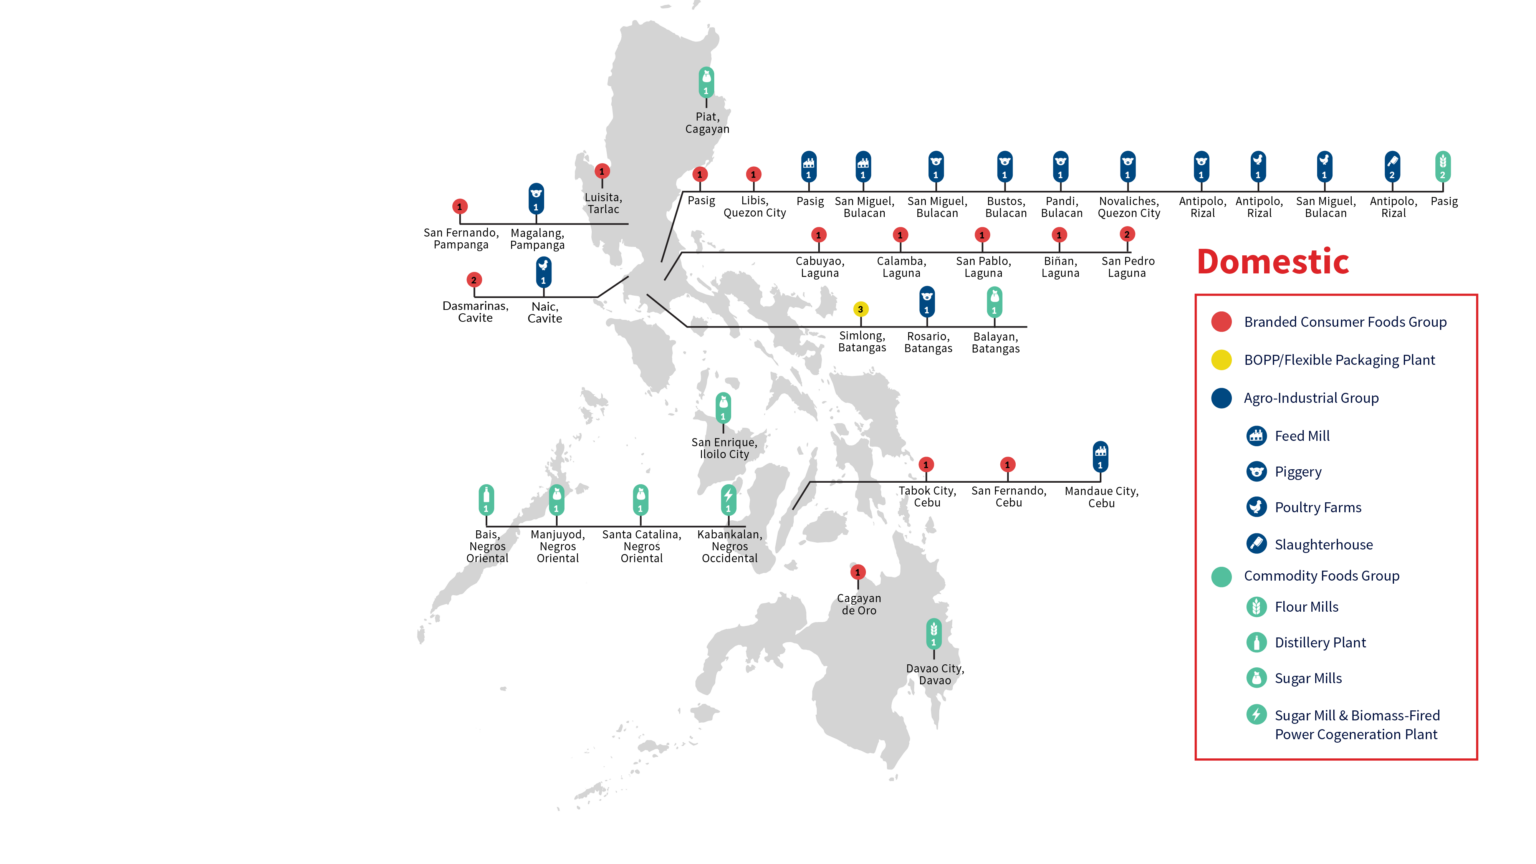 1
Piat,
Cagayan
1
Luisita,
Tarlac
1
San Fernando,
Pampanga
1
Magalang,
Pampanga
2
Dasmarinas,
Cavite
1
Naic,
Cavite
1
Pasig
1
Libis,
Quezon City
1
Pasig
1
San Miguel,
Bulacan
1
San Miguel,
Bulacan
1
Bustos,
Bulacan
1
Pandi,
Bulacan
1
Novaliches,
Quezon City
1
Antipolo,
Rizal
1
Antipolo,
Rizal
1
San Miguel,
Bulacan
2
Antipolo,
Rizal
2
Pasig
1
Cabuyao,
Laguna
1
Calamba,
Laguna
1
San Pablo,
Laguna
1
Biñan,
Laguna
2
San Pedro
Laguna
3
Simlong,
Batangas
1
Rosario,
Batangas
1
Balayan,
Batangas
1
San Enrique,
Iloilo City
1
Bais,
Negros
Oriental
1
Manjuyod,
Negros
Oriental
1
Santa Catalina,
Negros
Oriental
1
Kabankalan,
Negros
Occidental
1
Tabok City,
Cebu
1
San Fernando,
Cebu
1
Mandaue City,
Cebu
1
Cagayan
de Oro
1
Davao City,
Davao
Domestic
Branded Consumer Foods Group
BOPP/Flexible Packaging Plant
Agro-Industrial Group
Feed Mill
Piggery
Poultry Farms
Slaughterhouse
Commodity Foods Group
Flour Mills
Distillery Plant
Sugar Mills
Sugar Mill & Biomass-Fired
Power Cogeneration Plant